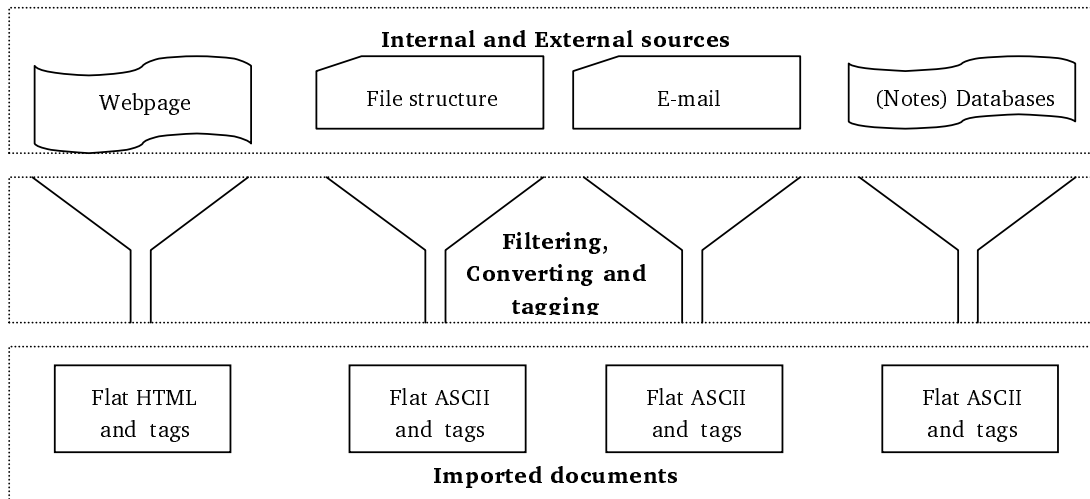 Internal and External sources
Webpage
File structure
E-mail
(Notes) Databases
Filtering,
Converting and
tagging
Flat HTML
and tags
Flat ASCII
and tags
Flat ASCII
and tags
Flat ASCII
and tags
Imported documents